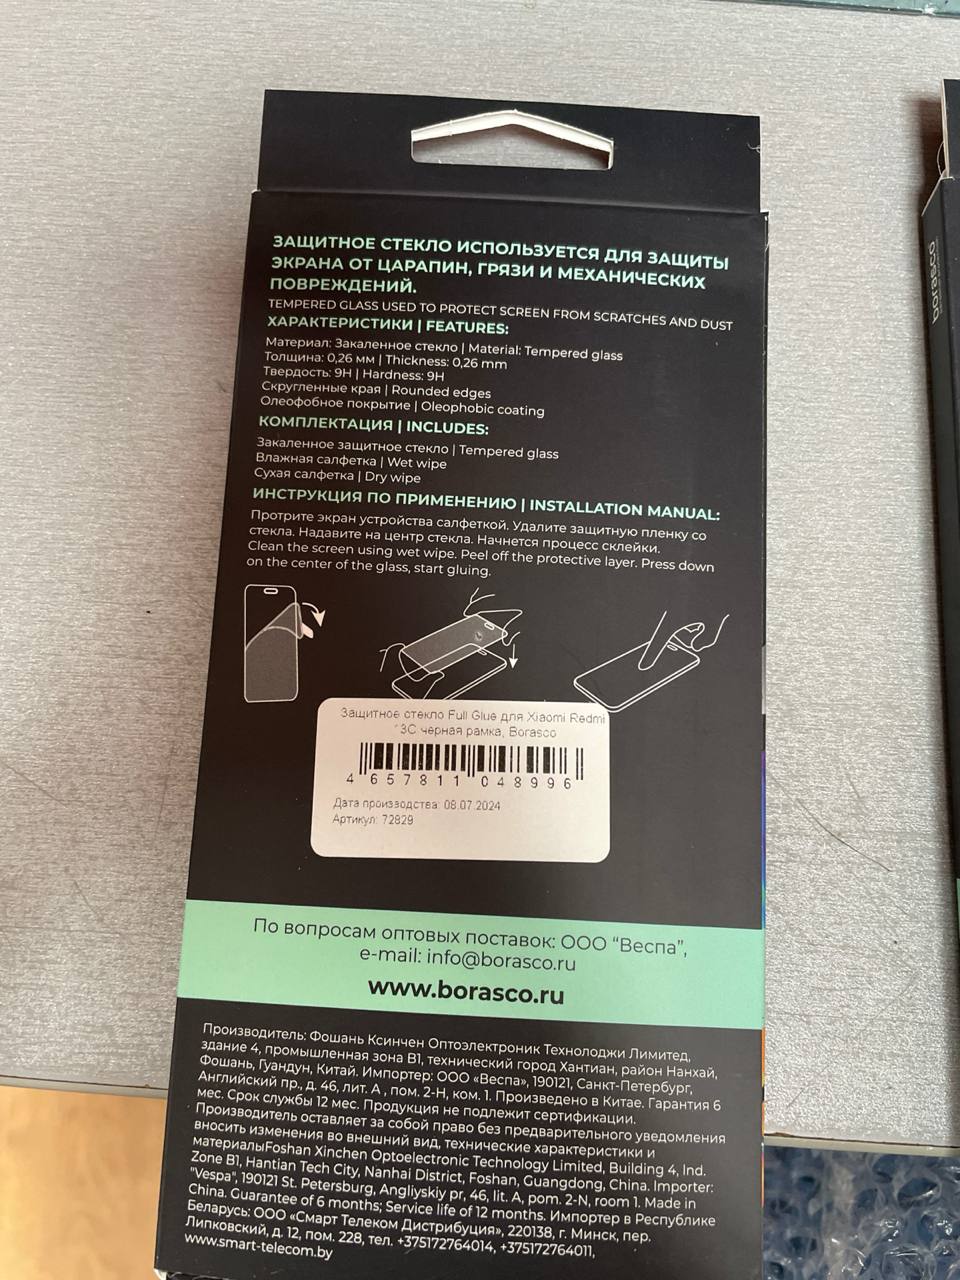 ЗАЩИТНОЕ СТЕКЛО ИСПОЛЬЗУЕТСЯ ДЛЯ ЗАЩИТЫ
ЭКРАНА ОТ ЦАРАПИН, ГРЯЗИ И МЕХАНИЧЕСКИХ
ПОВРЕЖДЕНИЙ.
TEMPERED GLASS USED TO PROTECT SCREEN FROM SCRATCHES AND DUST
ХАРАКТЕРИСТИКИ | FEATURES:
Материал: Закаленное стекло | Material: Tempered glass
Толщина: 0,26 мм | Thickness: 0,26 mm
Твердость: 9H | Hardness: 9H
Скругленные края | Rounded edges
Олеофобное покрытие | Oleophobic coating
КОМПЛЕКТАЦИЯ | INCLUDES:
Закаленное защитное стекло | Tempered glass
Влажная салфетка | Wet wipe
Сухая салфетка | Dry wipe
ИНСТРУКЦИЯ ПО ПРИМЕНЕНИЮ | INSTALLATION MANUAL:
Протрите экран устройства салфеткой. Удалите защитную пленку со
стекла. Надавите на центр стекла. Начнется процесс склейки.
Clean the screen using wet wipe. Peel off the protective layer. Press down
on the center of the glass, start gluing.
Защитное стекло Full Glue для Xiaomi Redmi
3C черная рамка, Borasco
4 657811 048996
Дата производства: 08.07.2024
Артикул: 72829
По вопросам оптовых поставок: ООО "Веспа",
e-mail: info@borasco.ru
www.borasco.ru
Производитель: Фошань Ксинчен Оптоэлектроник Технолоджи Лимитед,
здание 4, промышленная зона В1, технический город Хантиан, район Нанхай,
Фошань, Гуандун, Китай. Импортер: ООО «Веспа», 190121, Санкт-Петербург,
Английский пр., д. 46, лит. А , пом. 2-Н, ком. 1. Произведено в Китае. Гарантия 6
мес. Срок службы 12 мес. Продукция не подлежит сертификации.
Производитель оставляет за собой право без предварительного уведомления
вносить изменения во внешний вид, технические характеристики и
материалыFoshan Xinchen Optoelectronic Technology Limited, Building 4, Ind.
Zone B1, Hantian Tech City, Nanhai District, Foshan, Guangdong, China. Importer:
"Vespa", 190121 St. Petersburg, Angliyskiy pr, 46, lit. A, pom. 2-N, room 1. Made in
China. Guarantee of 6 months; Service life of 12 months. Импортер в Республике
Беларусь: ООО «Смарт Телеком Дистрибуция», 220138, г. Минск, пер.
Липковский, д. 12, пом. 228, тел. +375172764014, +375172764011,
www.smart-telecom.by
borasco